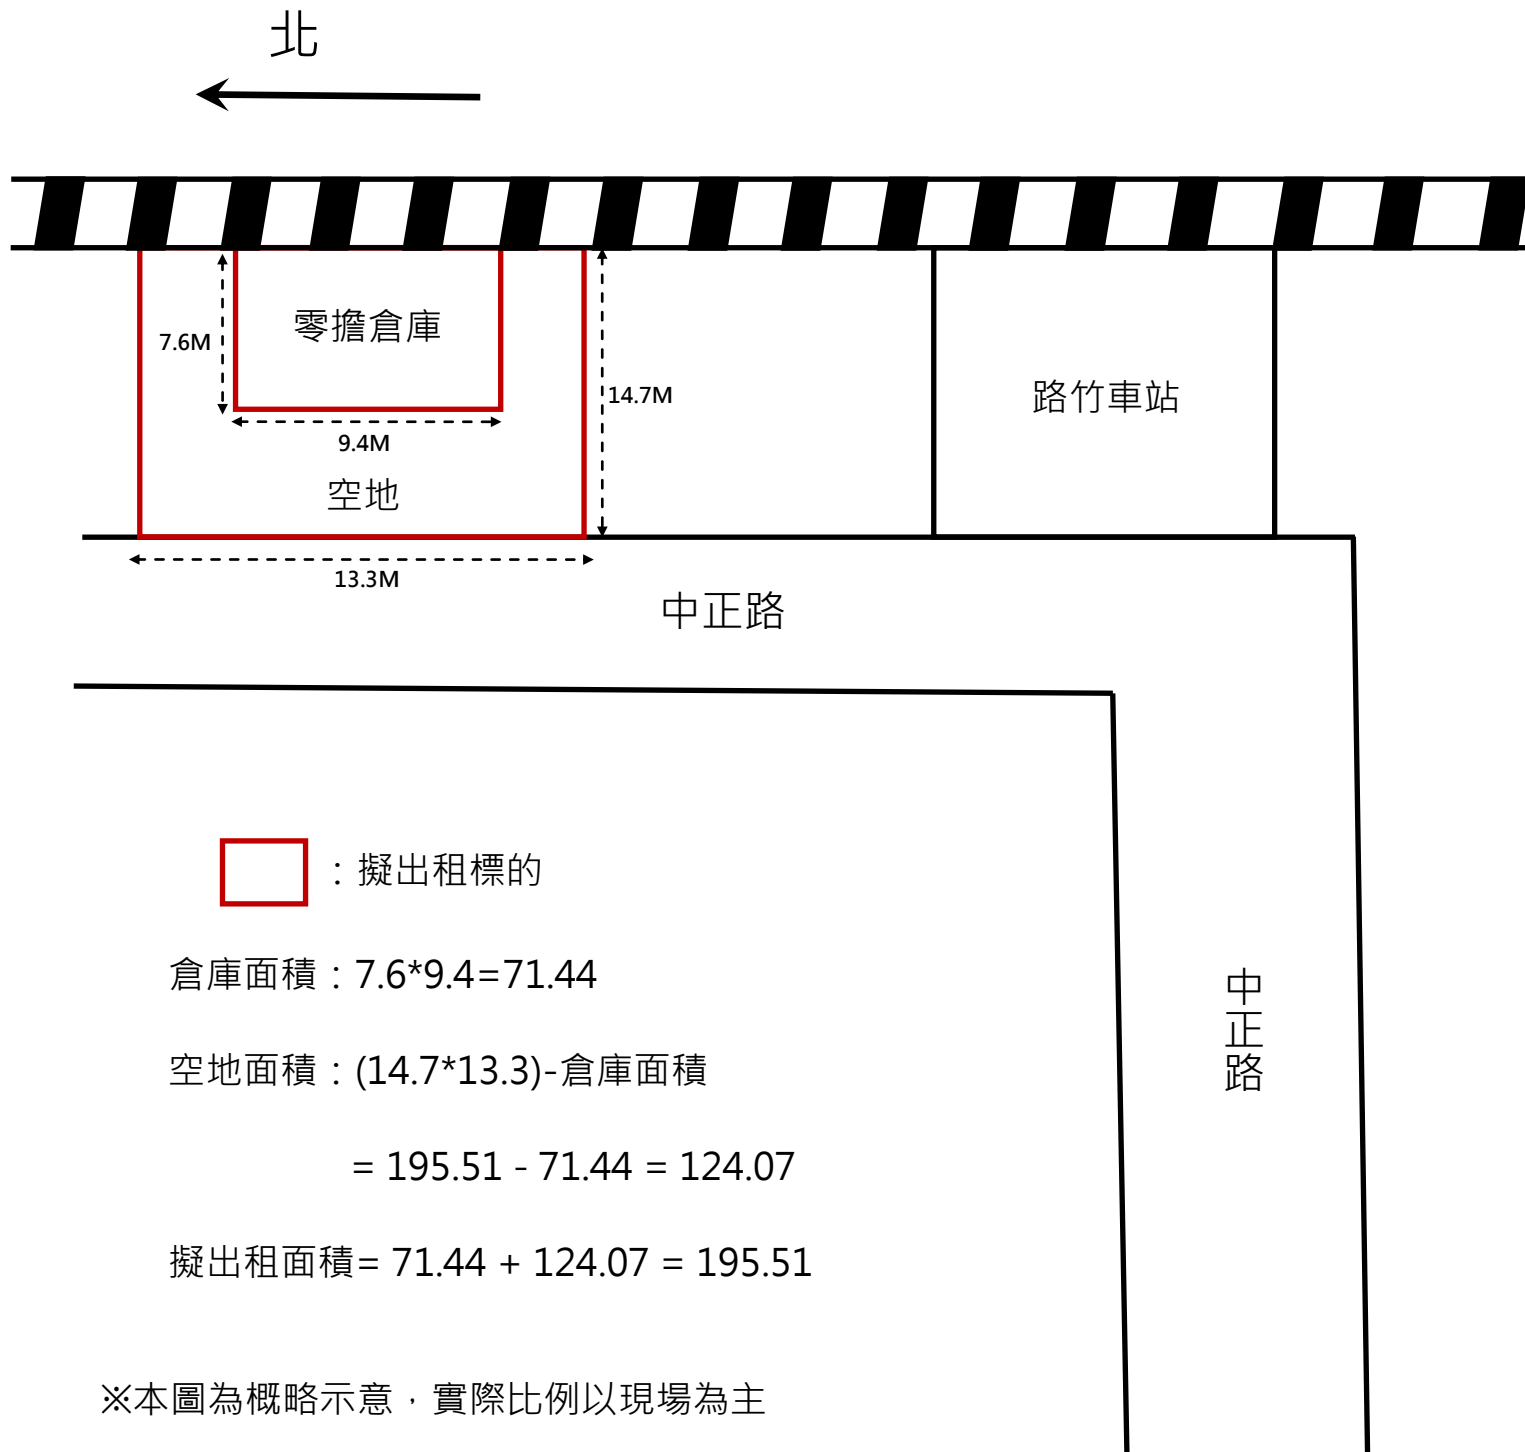 北
零擔倉庫
7.6M
9.4M
14.7M
空地
13.3M
路竹車站
中正路
中正路
：擬出租標的
倉庫面積：7.6*9.4=71.44
空地面積：(14.7*13.3)-倉庫面積
= 195.51 - 71.44 = 124.07
擬出租面積= 71.44 + 124.07 = 195.51
※本圖為概略示意，實際比例以現場為主